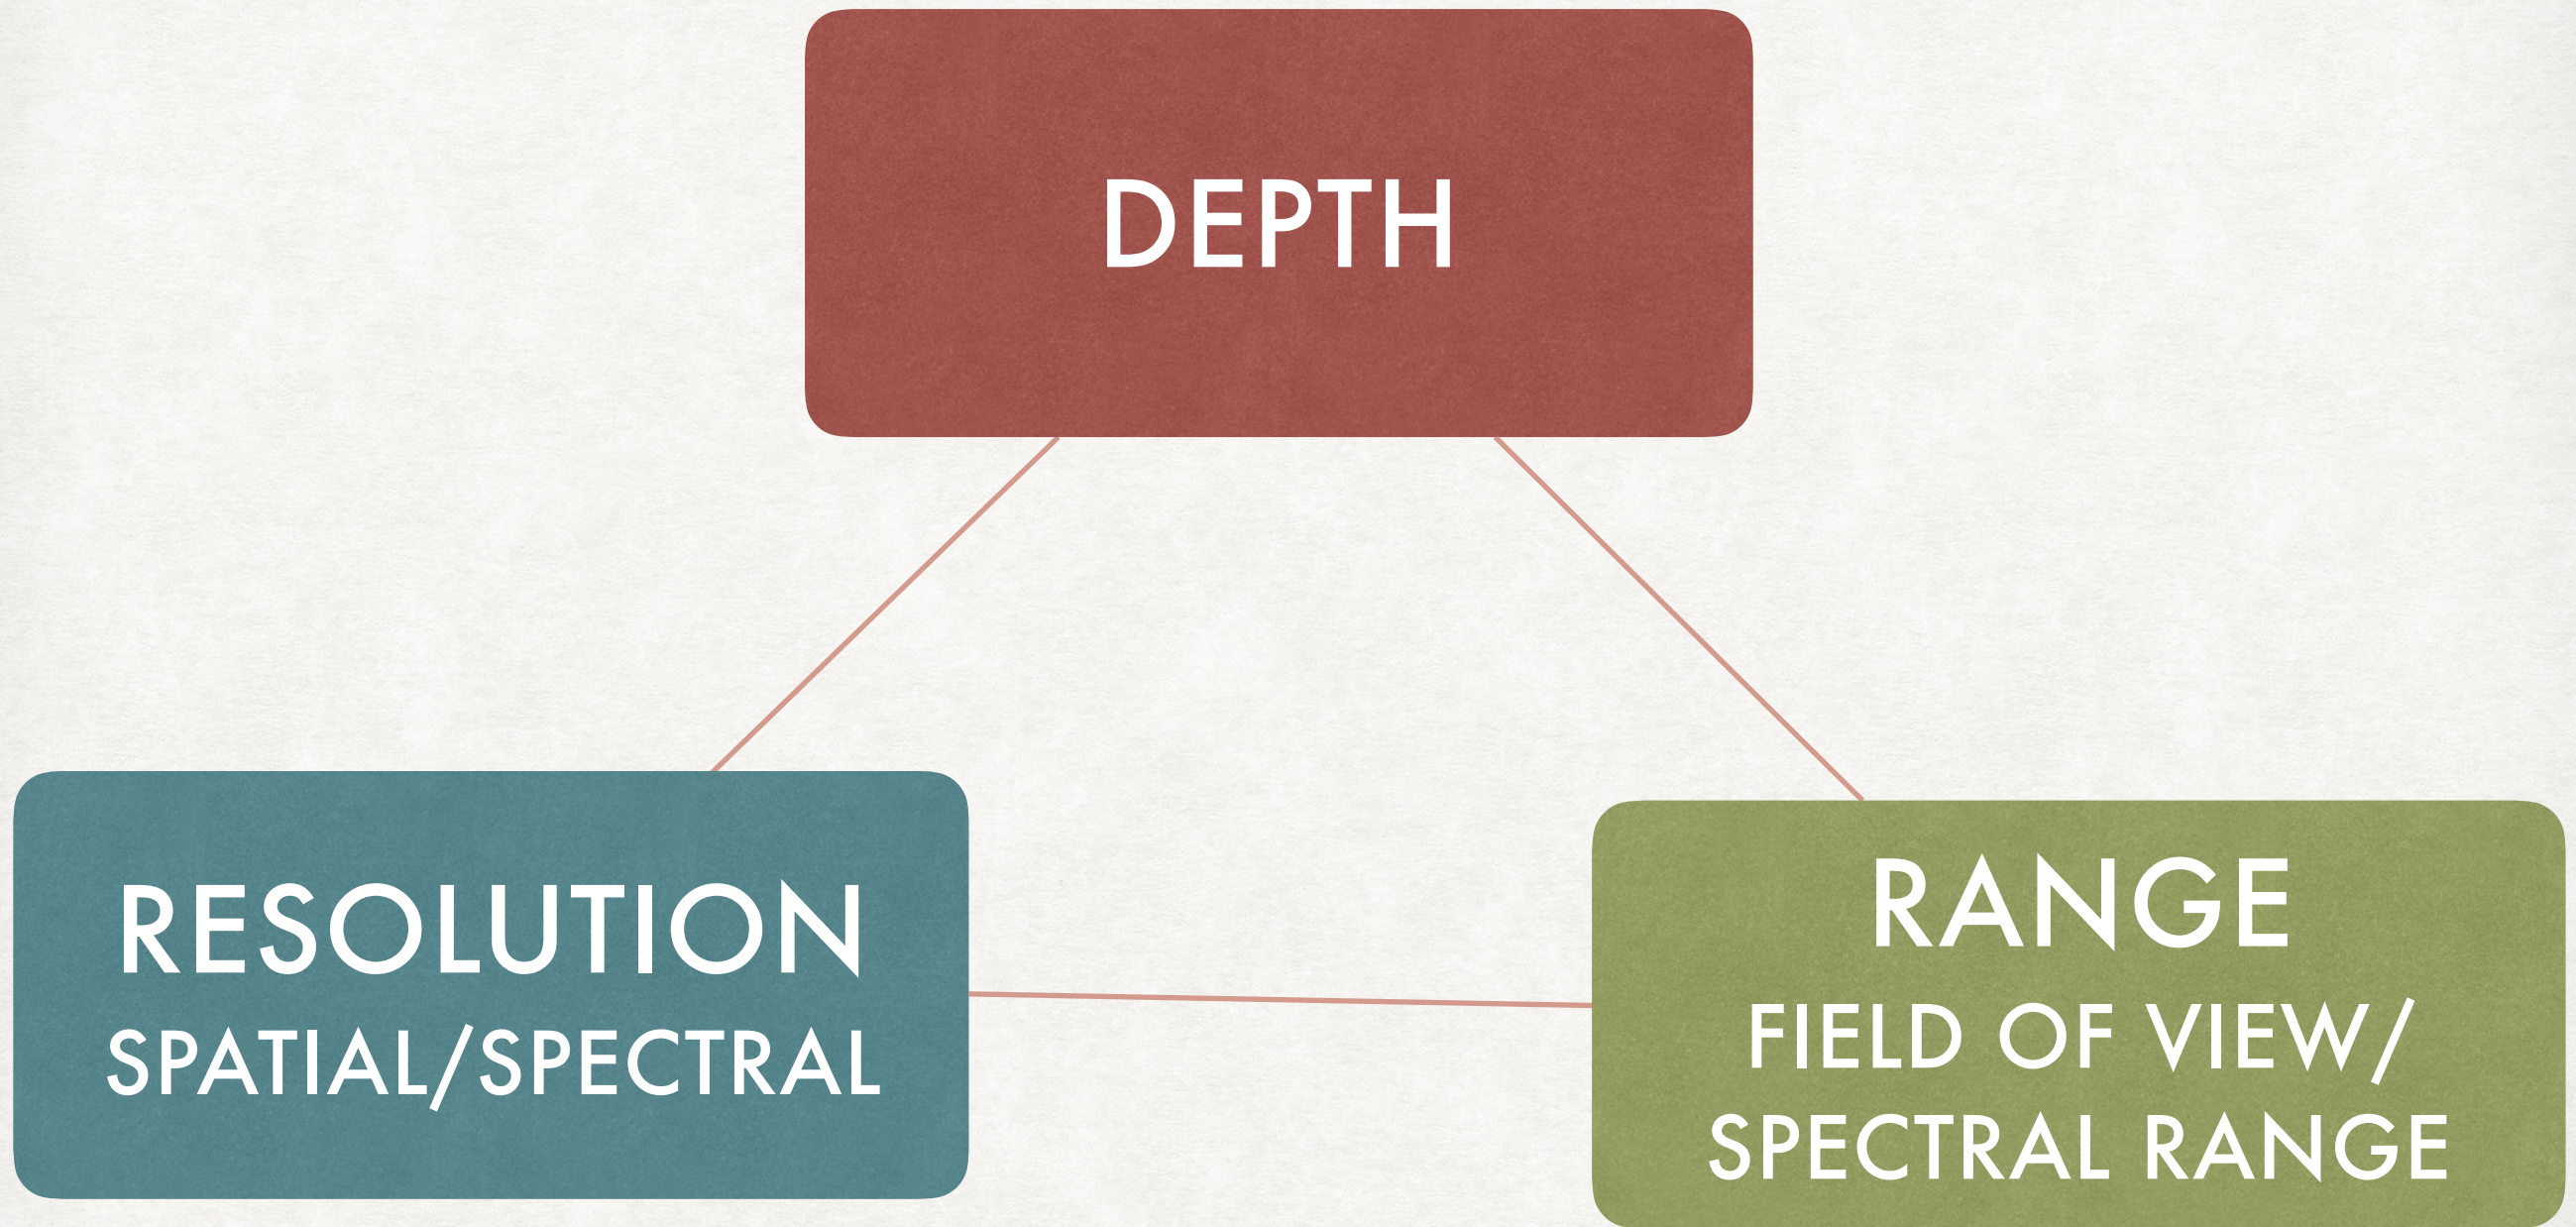 DEPTH
RESOLUTION
SPATIAL/SPECTRAL
RANGE
FIELD OF VIEW/
SPECTRAL RANGE